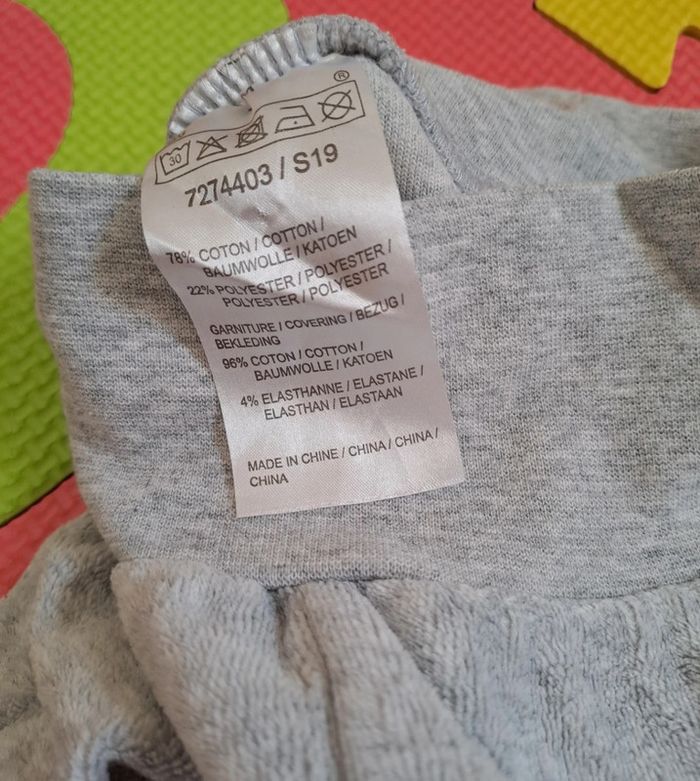 ®
30
7274403 / S19
78% COTON / COTTON /
BAUMWOLLE / KATOEN
22% POLYESTER / POLYESTER /
POLYESTER / POLYESTER
GARNITURE / COVERING / BEZUG /
BEKLEDING
96% COTON / COTTON /
BAUMWOLLE / KATOEN
4% ELASTHANNE / ELASTANE /
ELASTHAN / ELASTAAN
MADE IN CHINE / CHINA / CHINA /
CHINA